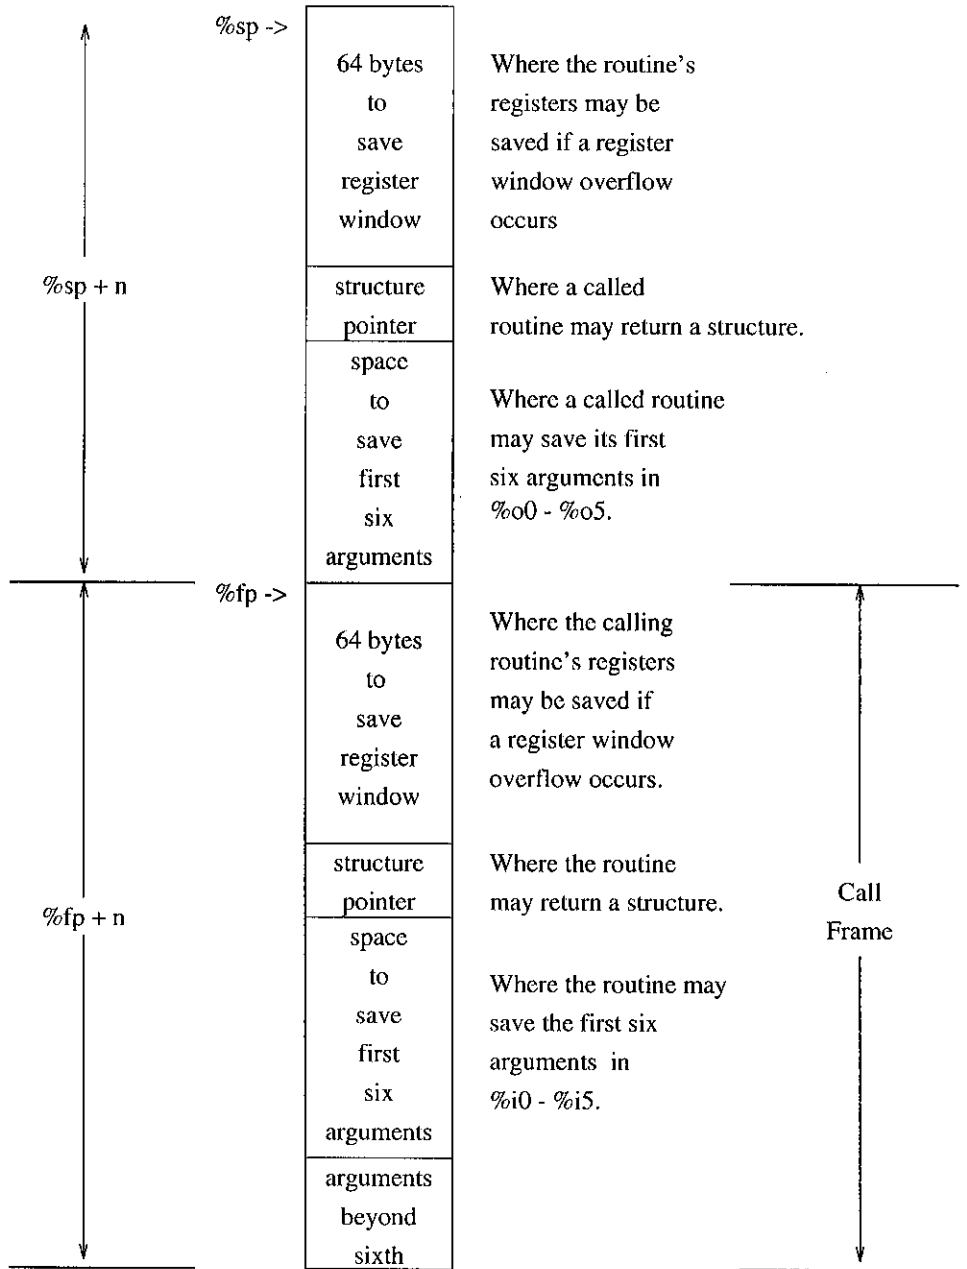 %sp ->
64 bytes
to
save
register
window
Where the routine's
registers may be
saved if a register
window overflow
occurs
%sp + n
structure
pointer
Where a called
routine may return a structure.
space
to
save
first
six
arguments
Where a called routine
may save its first
six arguments in
%o0 - %o5.
%fp ->
64 bytes
to
save
register
window
Where the calling
routine's registers
may be saved if
a register window
overflow occurs.
%fp + n
structure
pointer
Where the routine
may return a structure.
Call
Frame
space
to
save
first
six
arguments
Where the routine may
save the first six
arguments in
%i0 - %i5.
arguments
beyond
sixth